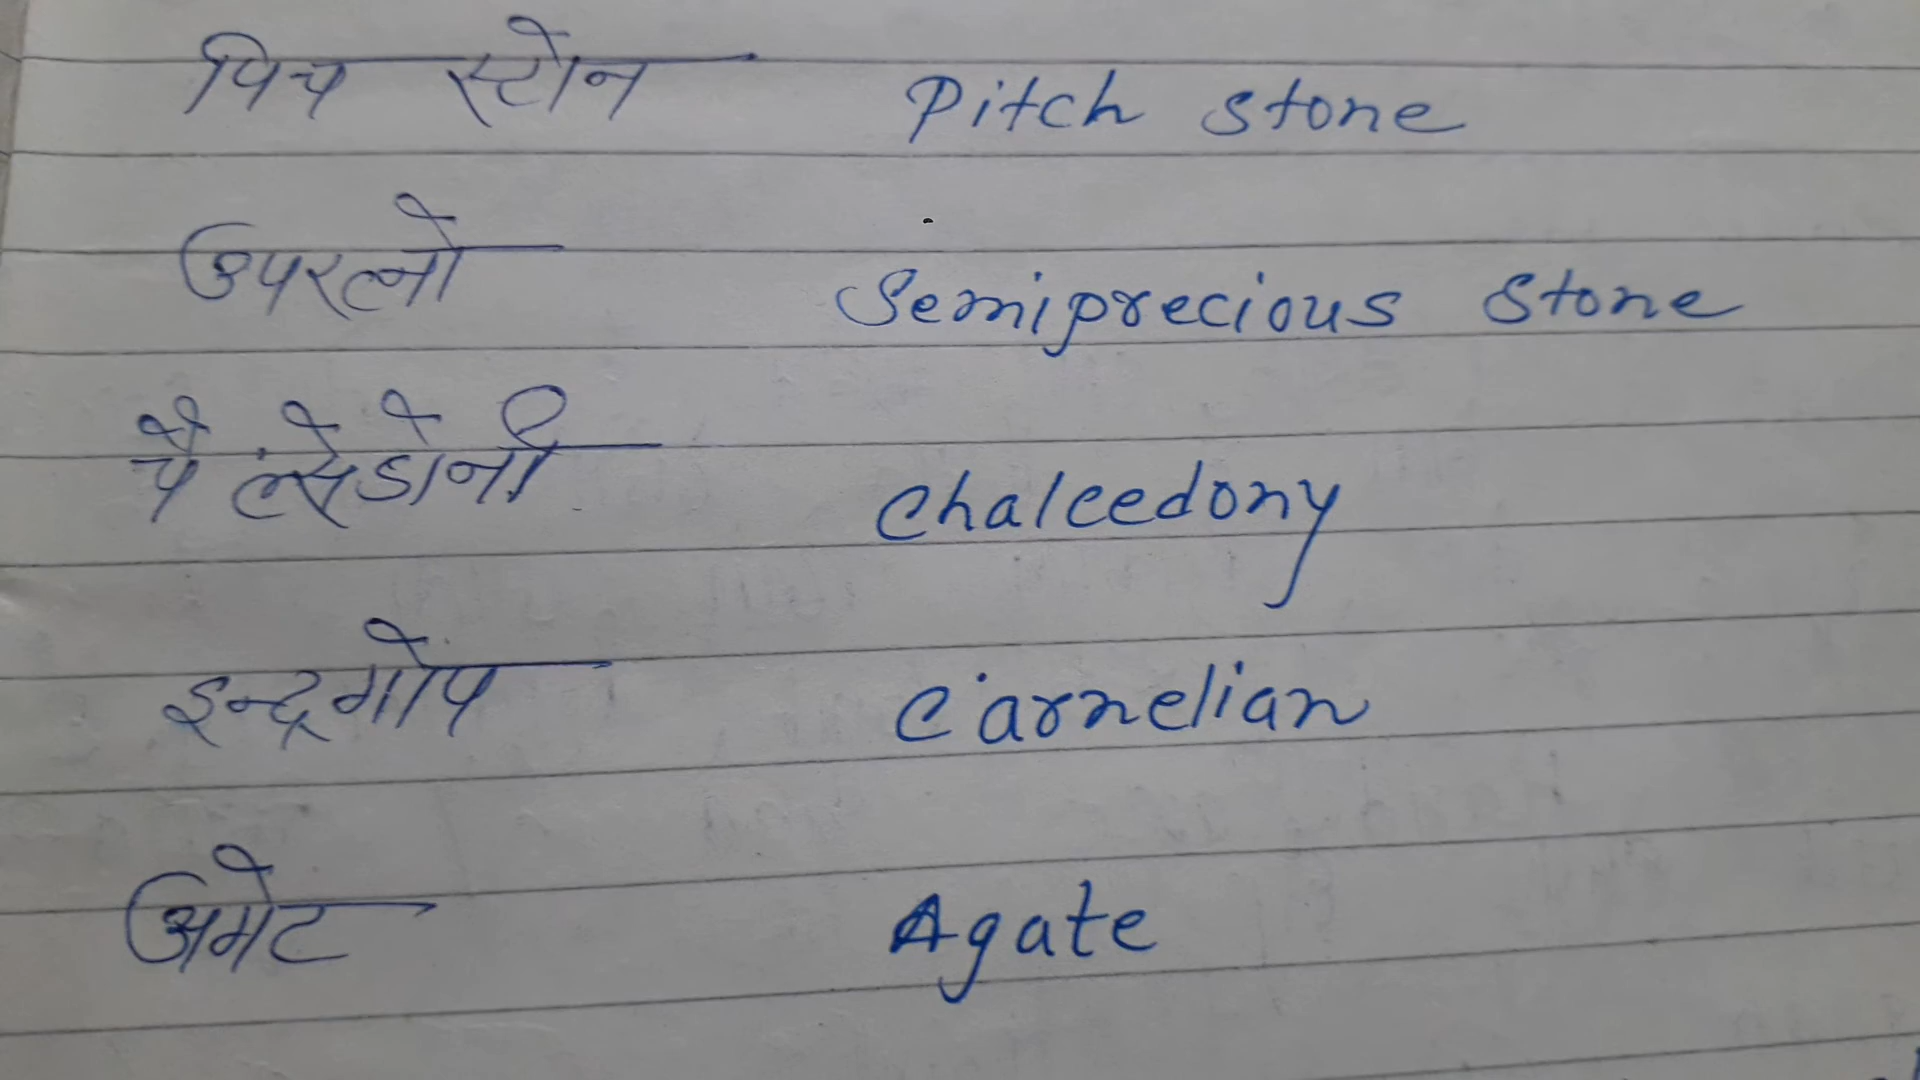 पिच स्टोन Pitch stone
उपरत्नो Semiprecious Stone
चैल्सेडोनी Chalcedony
इन्द्रगोप Carnelian
अगेट Agate